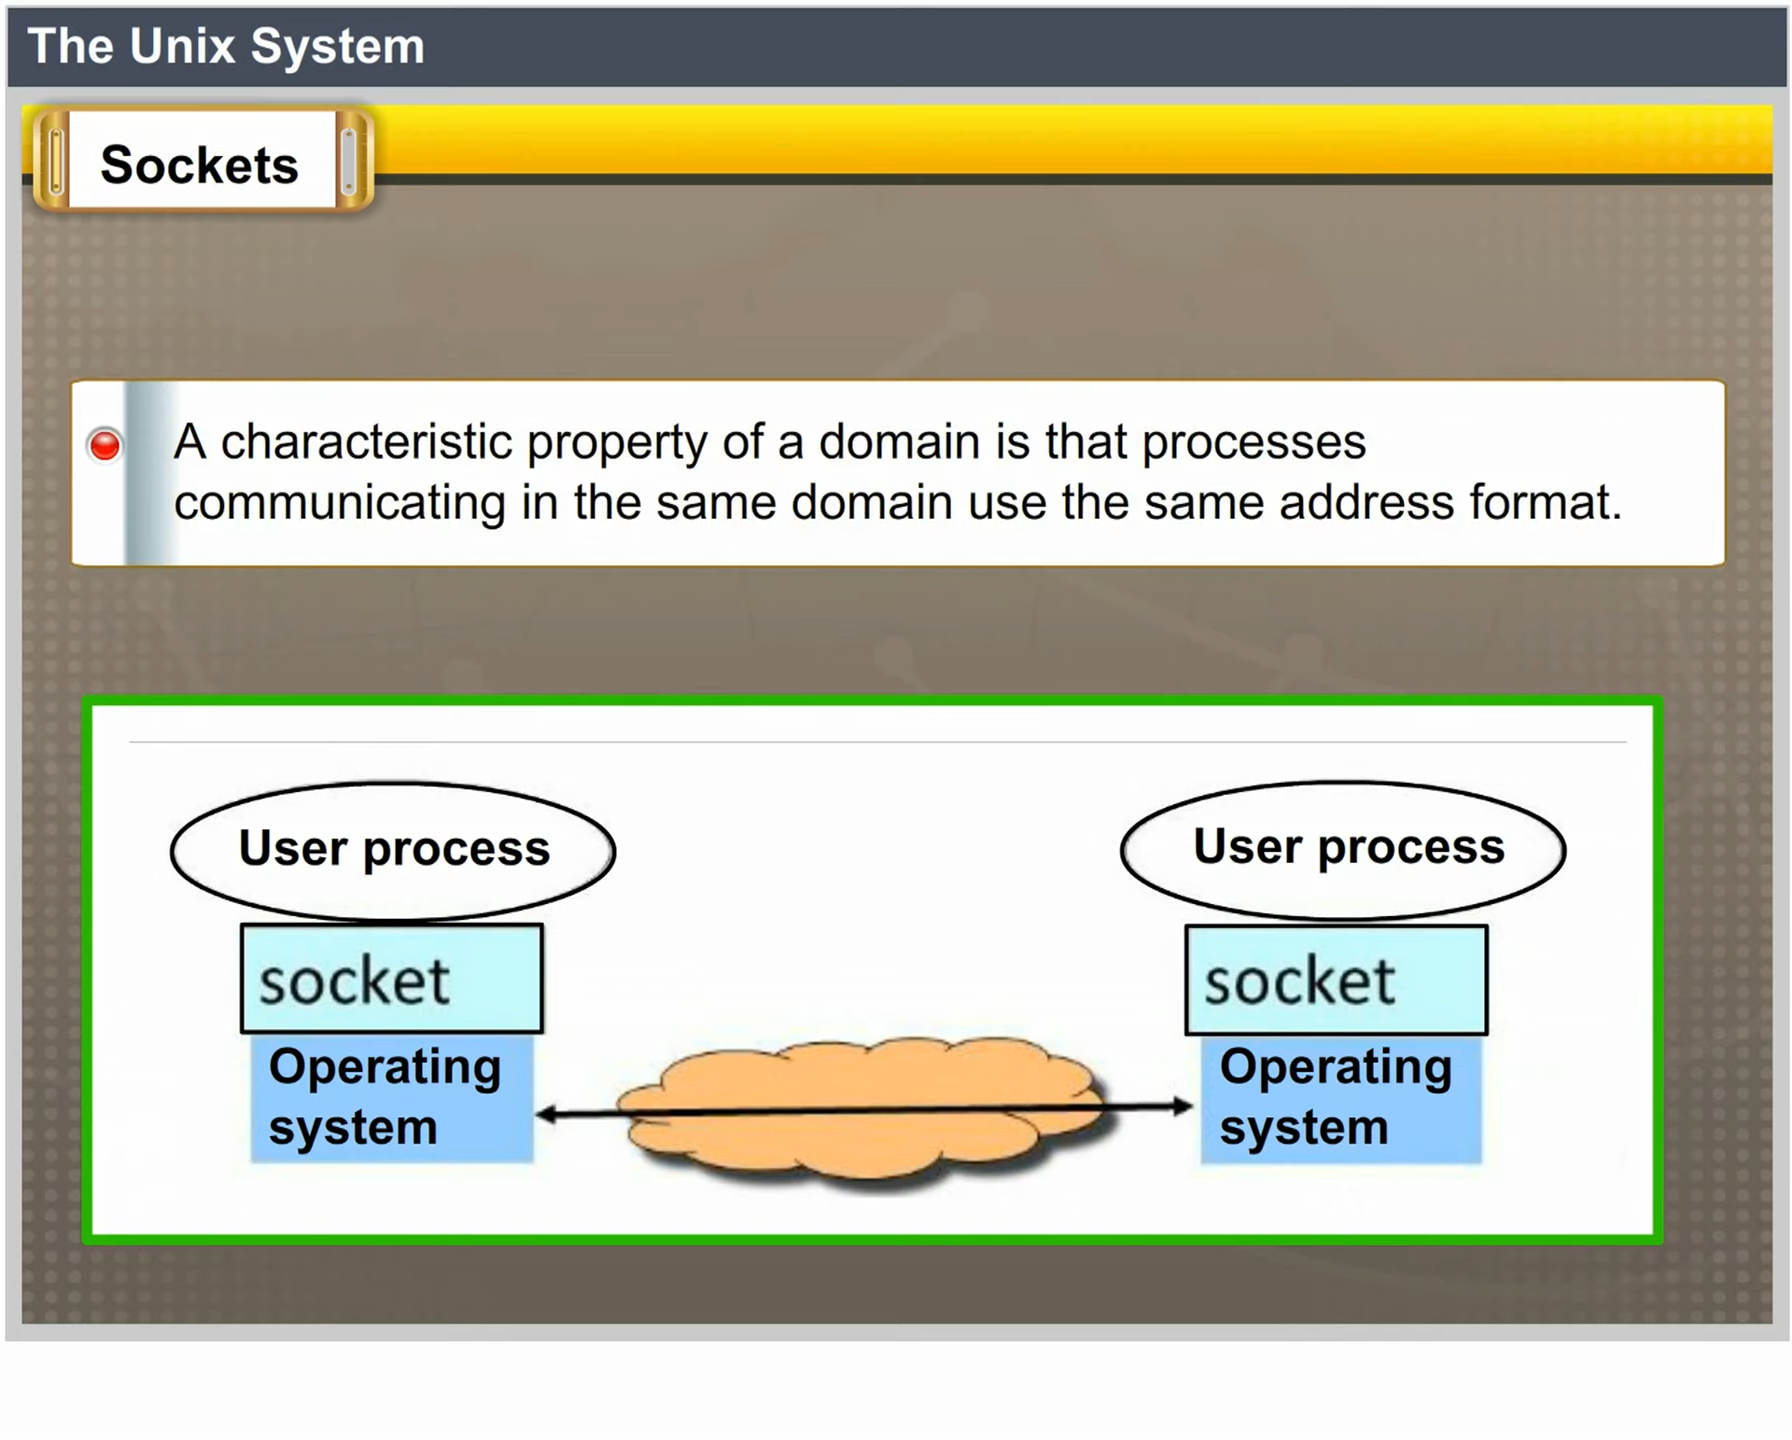 The Unix System
Sockets
A characteristic property of a domain is that processes
communicating in the same domain use the same address format.
User process
User process
socket
socket
Operating
system
Operating
system